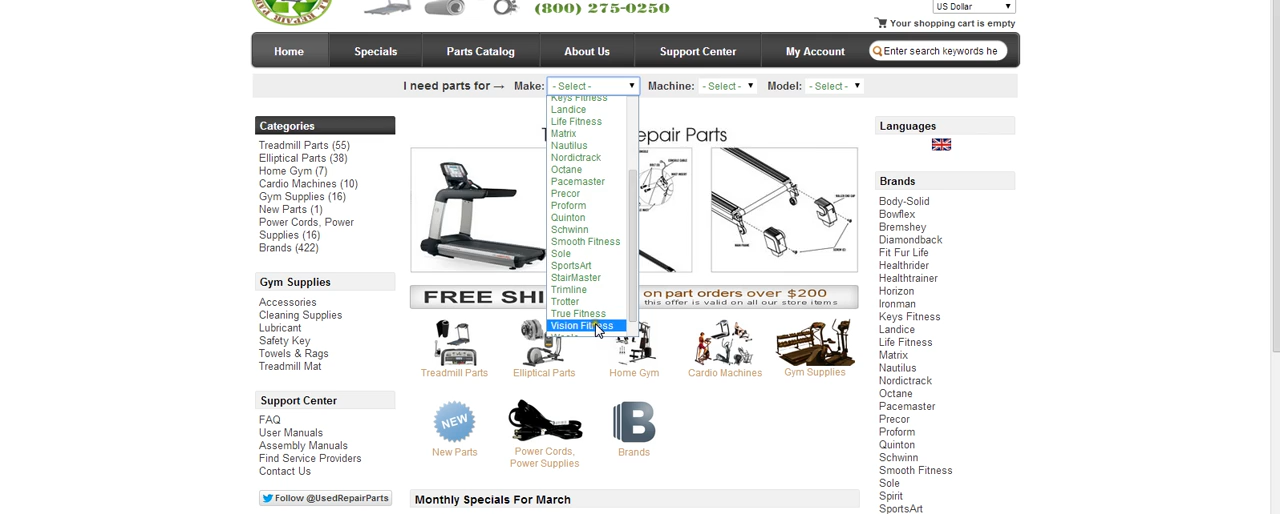 (800) 275-0250
US Dollar
Your shopping cart is empty
Home
Specials
Parts Catalog
About Us
Support Center
My Account
Enter search keywords he
I need parts for → Make: - Select - Machine: - Select - Model: - Select -
Keys Fitness
Landice
Life Fitness
Matrix
Nautilus
Nordictrack
Octane
Pacemaster
Precor
Proform
Quinton
Schwinn
Smooth Fitness
Sole
SportsArt
StairMaster
Trimline
Trotter
True Fitness
Vision Fitness
Categories
Treadmill Parts (55)
Elliptical Parts (38)
Home Gym (7)
Cardio Machines (10)
Gym Supplies (16)
New Parts (1)
Power Cords, Power
Supplies (16)
Brands (422)
Gym Supplies
Accessories
Cleaning Supplies
Lubricant
Safety Key
Towels & Rags
Treadmill Mat
Support Center
FAQ
User Manuals
Assembly Manuals
Find Service Providers
Contact Us
Follow @UsedRepairParts
T
epair Parts
FREE SHI
on part orders over $200
this offer is valid on all our store items
Treadmill Parts
Elliptical Parts
Home Gym
Cardio Machines
Gym Supplies
NEW
New Parts
Power Cords,
Power Supplies
B
Brands
Monthly Specials For March
Languages
Brands
Body-Solid
Bowflex
Bremshey
Diamondback
Fit Fur Life
Healthrider
Healthtrainer
Horizon
Ironman
Keys Fitness
Landice
Life Fitness
Matrix
Nautilus
Nordictrack
Octane
Pacemaster
Precor
Proform
Quinton
Schwinn
Smooth Fitness
Sole
Spirit
SportsArt